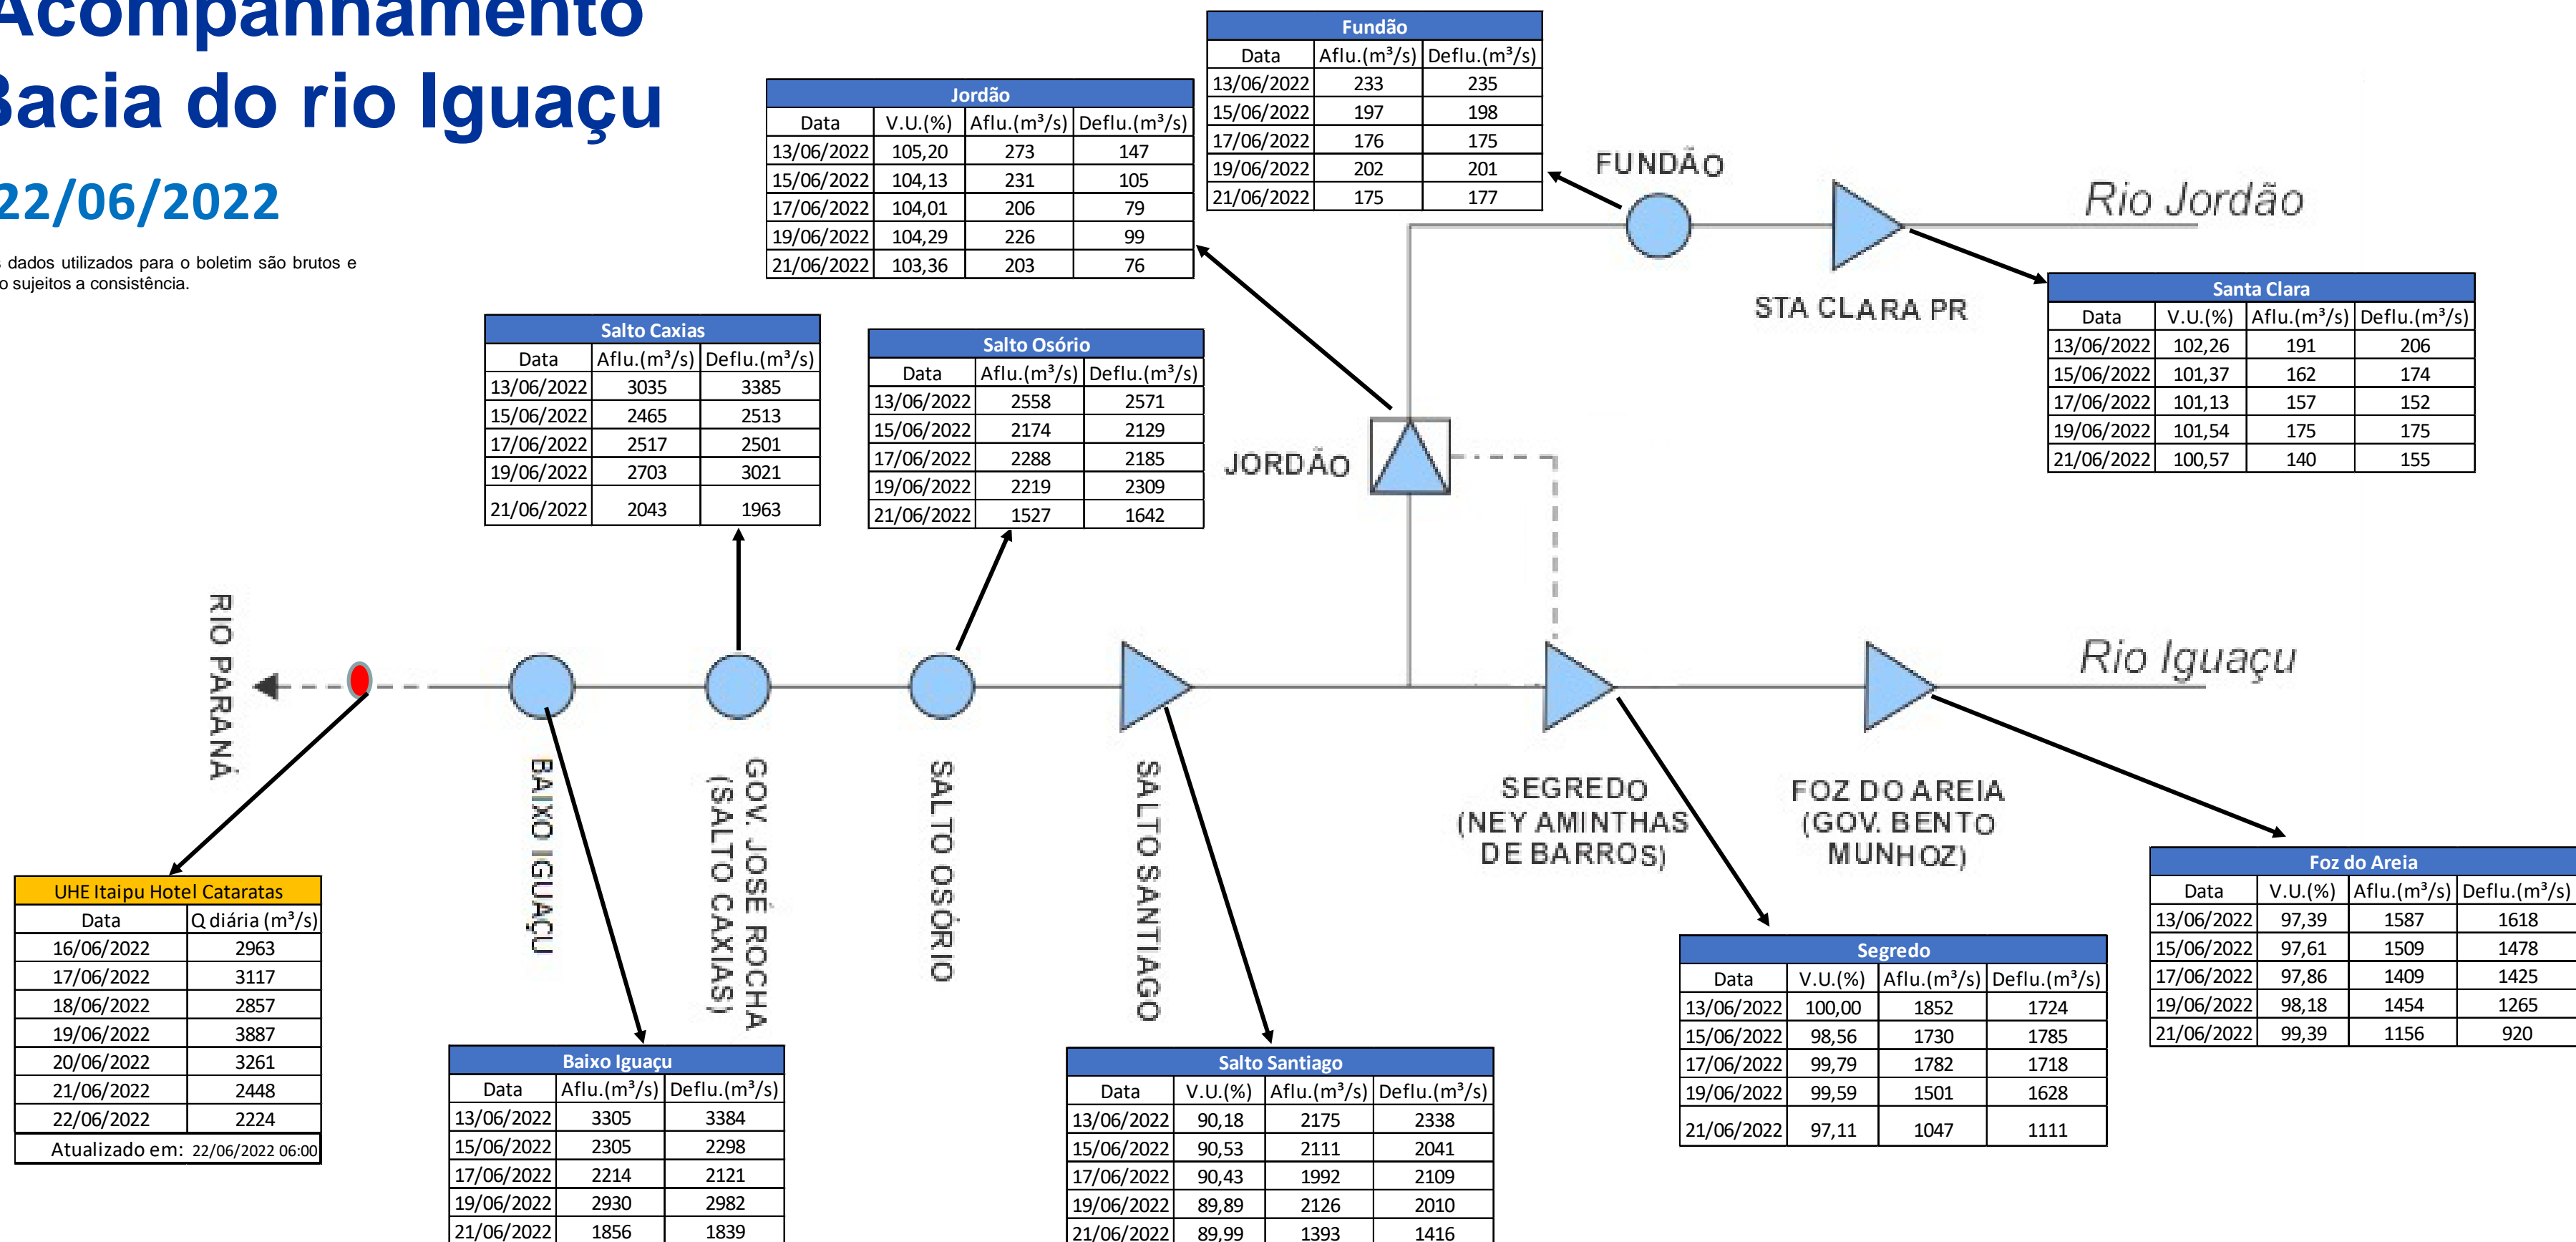 Acompanhamento
Bacia do rio Iguaçu
22/06/2022
s dados utilizados para o boletim são brutos e
o sujeitos a consistência.
Fundão
Data Aflu.(m³/s) Deflu.(m³/s)
13/06/2022 233 235
15/06/2022 197 198
17/06/2022 176 175
19/06/2022 202 201
21/06/2022 175 177
Jordão
Data V.U.(%) Aflu.(m³/s) Deflu.(m³/s)
13/06/2022 105,20 273 147
15/06/2022 104,13 231 105
17/06/2022 104,01 206 79
19/06/2022 104,29 226 99
21/06/2022 103,36 203 76
FUNDÃO
Rio Jordão
STA CLARA PR
Santa Clara
Data V.U.(%) Aflu.(m³/s) Deflu.(m³/s)
13/06/2022 102,26 191 206
15/06/2022 101,37 162 174
17/06/2022 101,13 157 152
19/06/2022 101,54 175 175
21/06/2022 100,57 140 155
Salto Caxias
Data Aflu.(m³/s) Deflu.(m³/s)
13/06/2022 3035 3385
15/06/2022 2465 2513
17/06/2022 2517 2501
19/06/2022 2703 3021
21/06/2022 2043 1963
Salto Osório
Data Aflu.(m³/s) Deflu.(m³/s)
13/06/2022 2558 2571
15/06/2022 2174 2129
17/06/2022 2288 2185
19/06/2022 2219 2309
21/06/2022 1527 1642
JORDÃO
RIO PARANÁ
Rio Iguaçu
BAIXO IGUAÇU
GOV. JOSÉ ROCHA
(SALTO CAXIAS)
SALTO OSÓRIO
SALTO SANTIAGO
SEGREDO
(NEY AMINTHAS
DE BARROS)
FOZ DO AREIA
(GOV. BENTO
MUNHOZ)
UHE Itaipu Hotel Cataratas
Data Q diária (m³/s)
16/06/2022 2963
17/06/2022 3117
18/06/2022 2857
19/06/2022 3887
20/06/2022 3261
21/06/2022 2448
22/06/2022 2224
Atualizado em: 22/06/2022 06:00
Baixo Iguaçu
Data Aflu.(m³/s) Deflu.(m³/s)
13/06/2022 3305 3384
15/06/2022 2305 2298
17/06/2022 2214 2121
19/06/2022 2930 2982
21/06/2022 1856 1839
Salto Santiago
Data V.U.(%) Aflu.(m³/s) Deflu.(m³/s)
13/06/2022 90,18 2175 2338
15/06/2022 90,53 2111 2041
17/06/2022 90,43 1992 2109
19/06/2022 89,89 2126 2010
21/06/2022 89,99 1393 1416
Segredo
Data V.U.(%) Aflu.(m³/s) Deflu.(m³/s)
13/06/2022 100,00 1852 1724
15/06/2022 98,56 1730 1785
17/06/2022 99,79 1782 1718
19/06/2022 99,59 1501 1628
21/06/2022 97,11 1047 1111
Foz do Areia
Data V.U.(%) Aflu.(m³/s) Deflu.(m³/s)
13/06/2022 97,39 1587 1618
15/06/2022 97,61 1509 1478
17/06/2022 97,86 1409 1425
19/06/2022 98,18 1454 1265
21/06/2022 99,39 1156 920